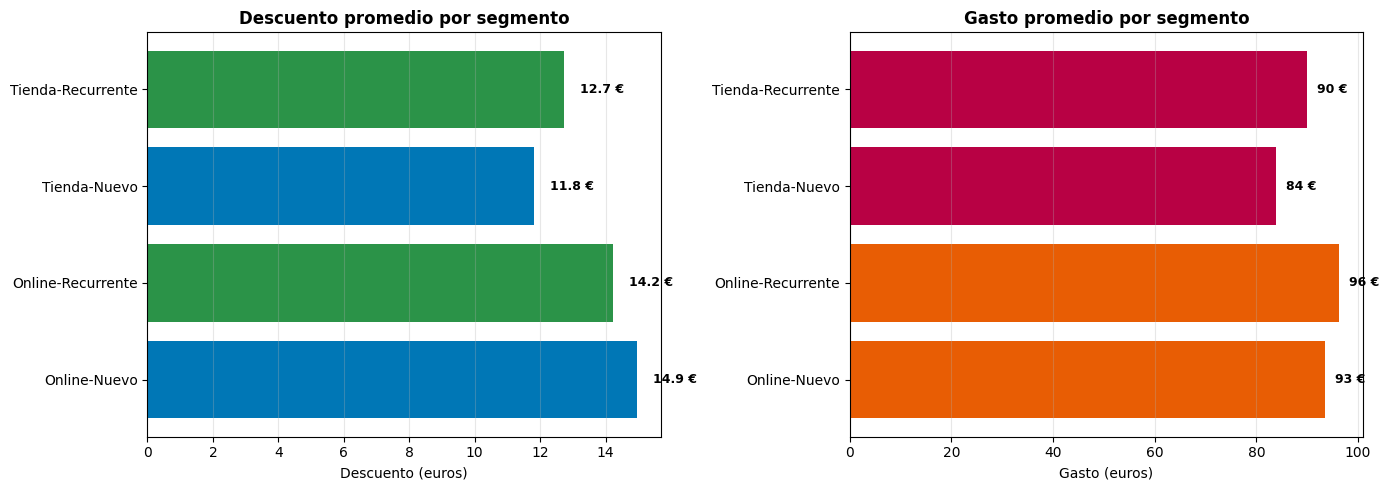 Descuento promedio por segmento
Tienda-Recurrente
12.7 €
Tienda-Nuevo
11.8 €
Online-Recurrente
14.2 €
Online-Nuevo
14.9 €
0 2 4 6 8 10 12 14
Descuento (euros)
Gasto promedio por segmento
Tienda-Recurrente
90 €
Tienda-Nuevo
84 €
Online-Recurrente
96 €
Online-Nuevo
93 €
0 20 40 60 80 100
Gasto (euros)